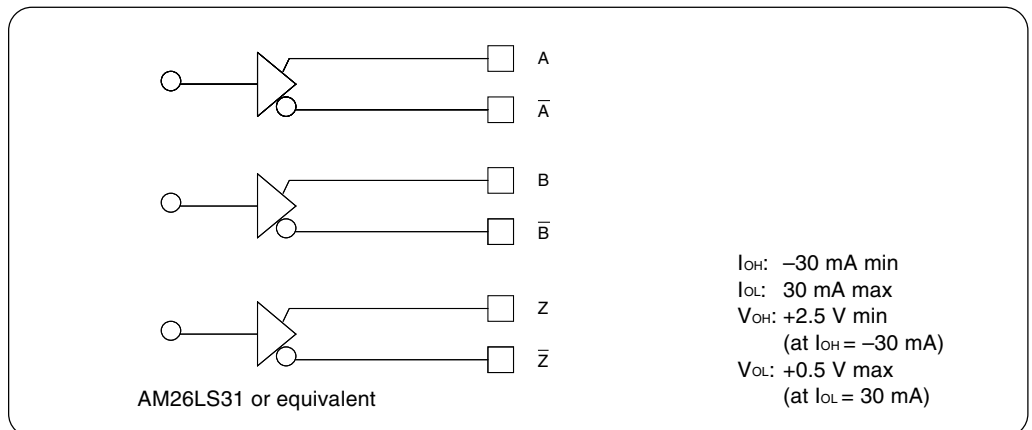 A
A̅
B
B̅
Z
Z̅
AM26LS31 or equivalent
IOH: –30 mA min
IOL: 30 mA max
VOH: +2.5 V min
(at IOH = –30 mA)
VOL: +0.5 V max
(at IOL = 30 mA)